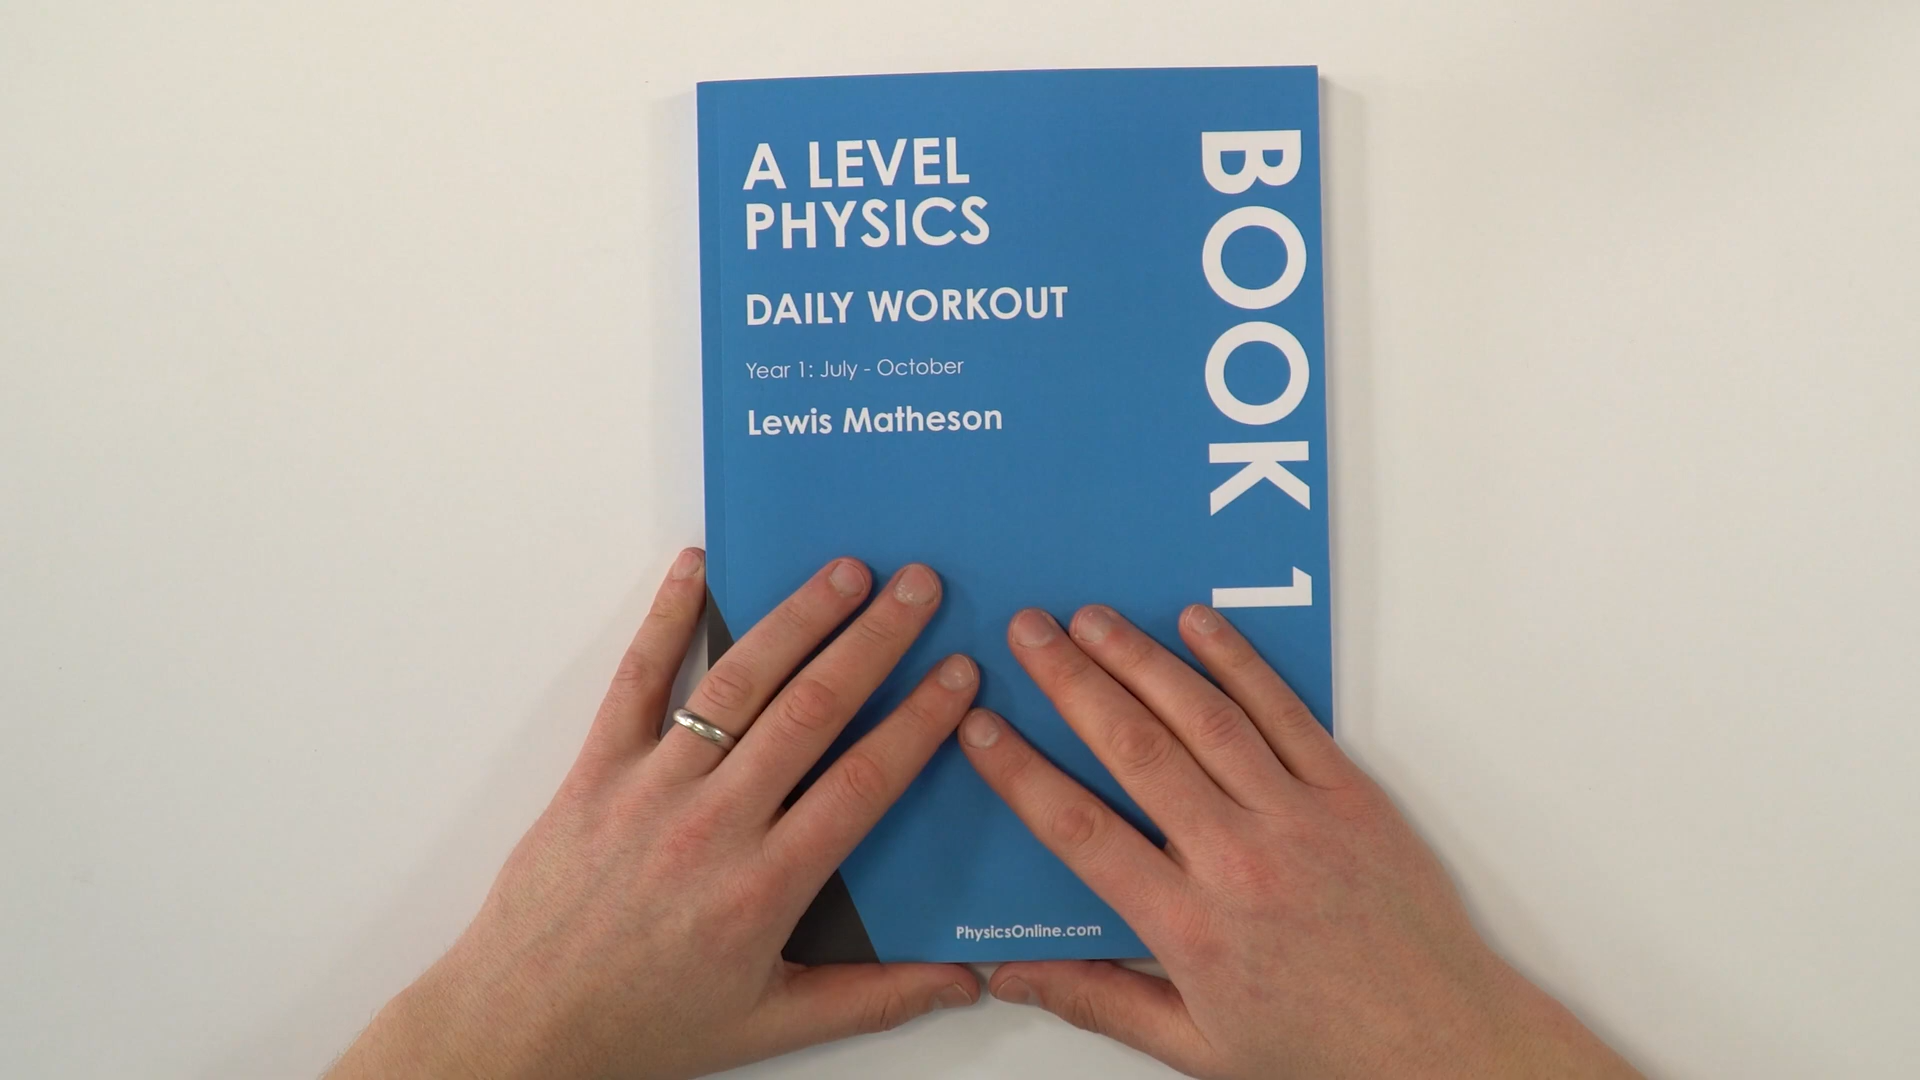 A LEVEL
PHYSICS
DAILY WORKOUT
Year 1: July - October
Lewis Matheson
BOOK 1
PhysicsOnline.com